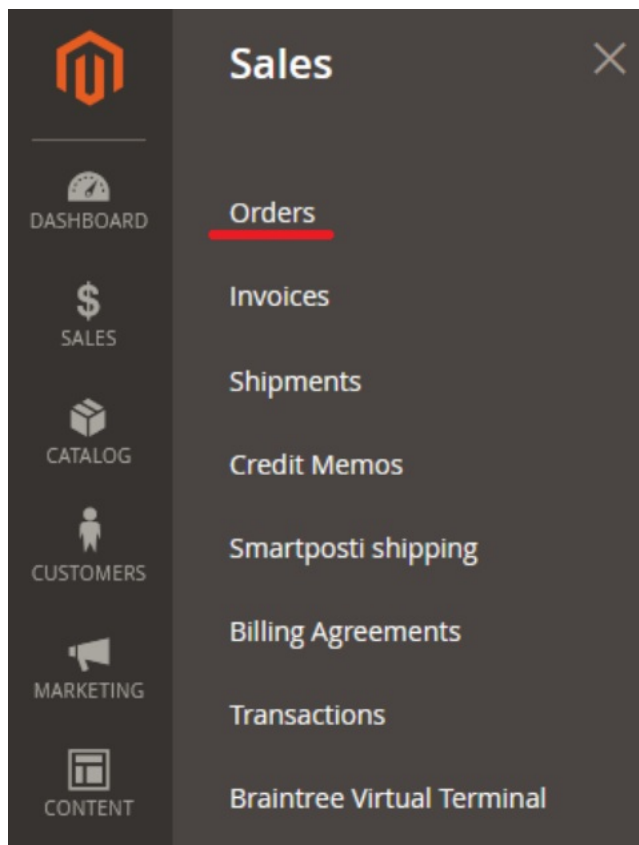 Sales
DASHBOARD
SALES
CATALOG
CUSTOMERS
MARKETING
CONTENT
Orders
Invoices
Shipments
Credit Memos
Smartposti shipping
Billing Agreements
Transactions
Braintree Virtual Terminal